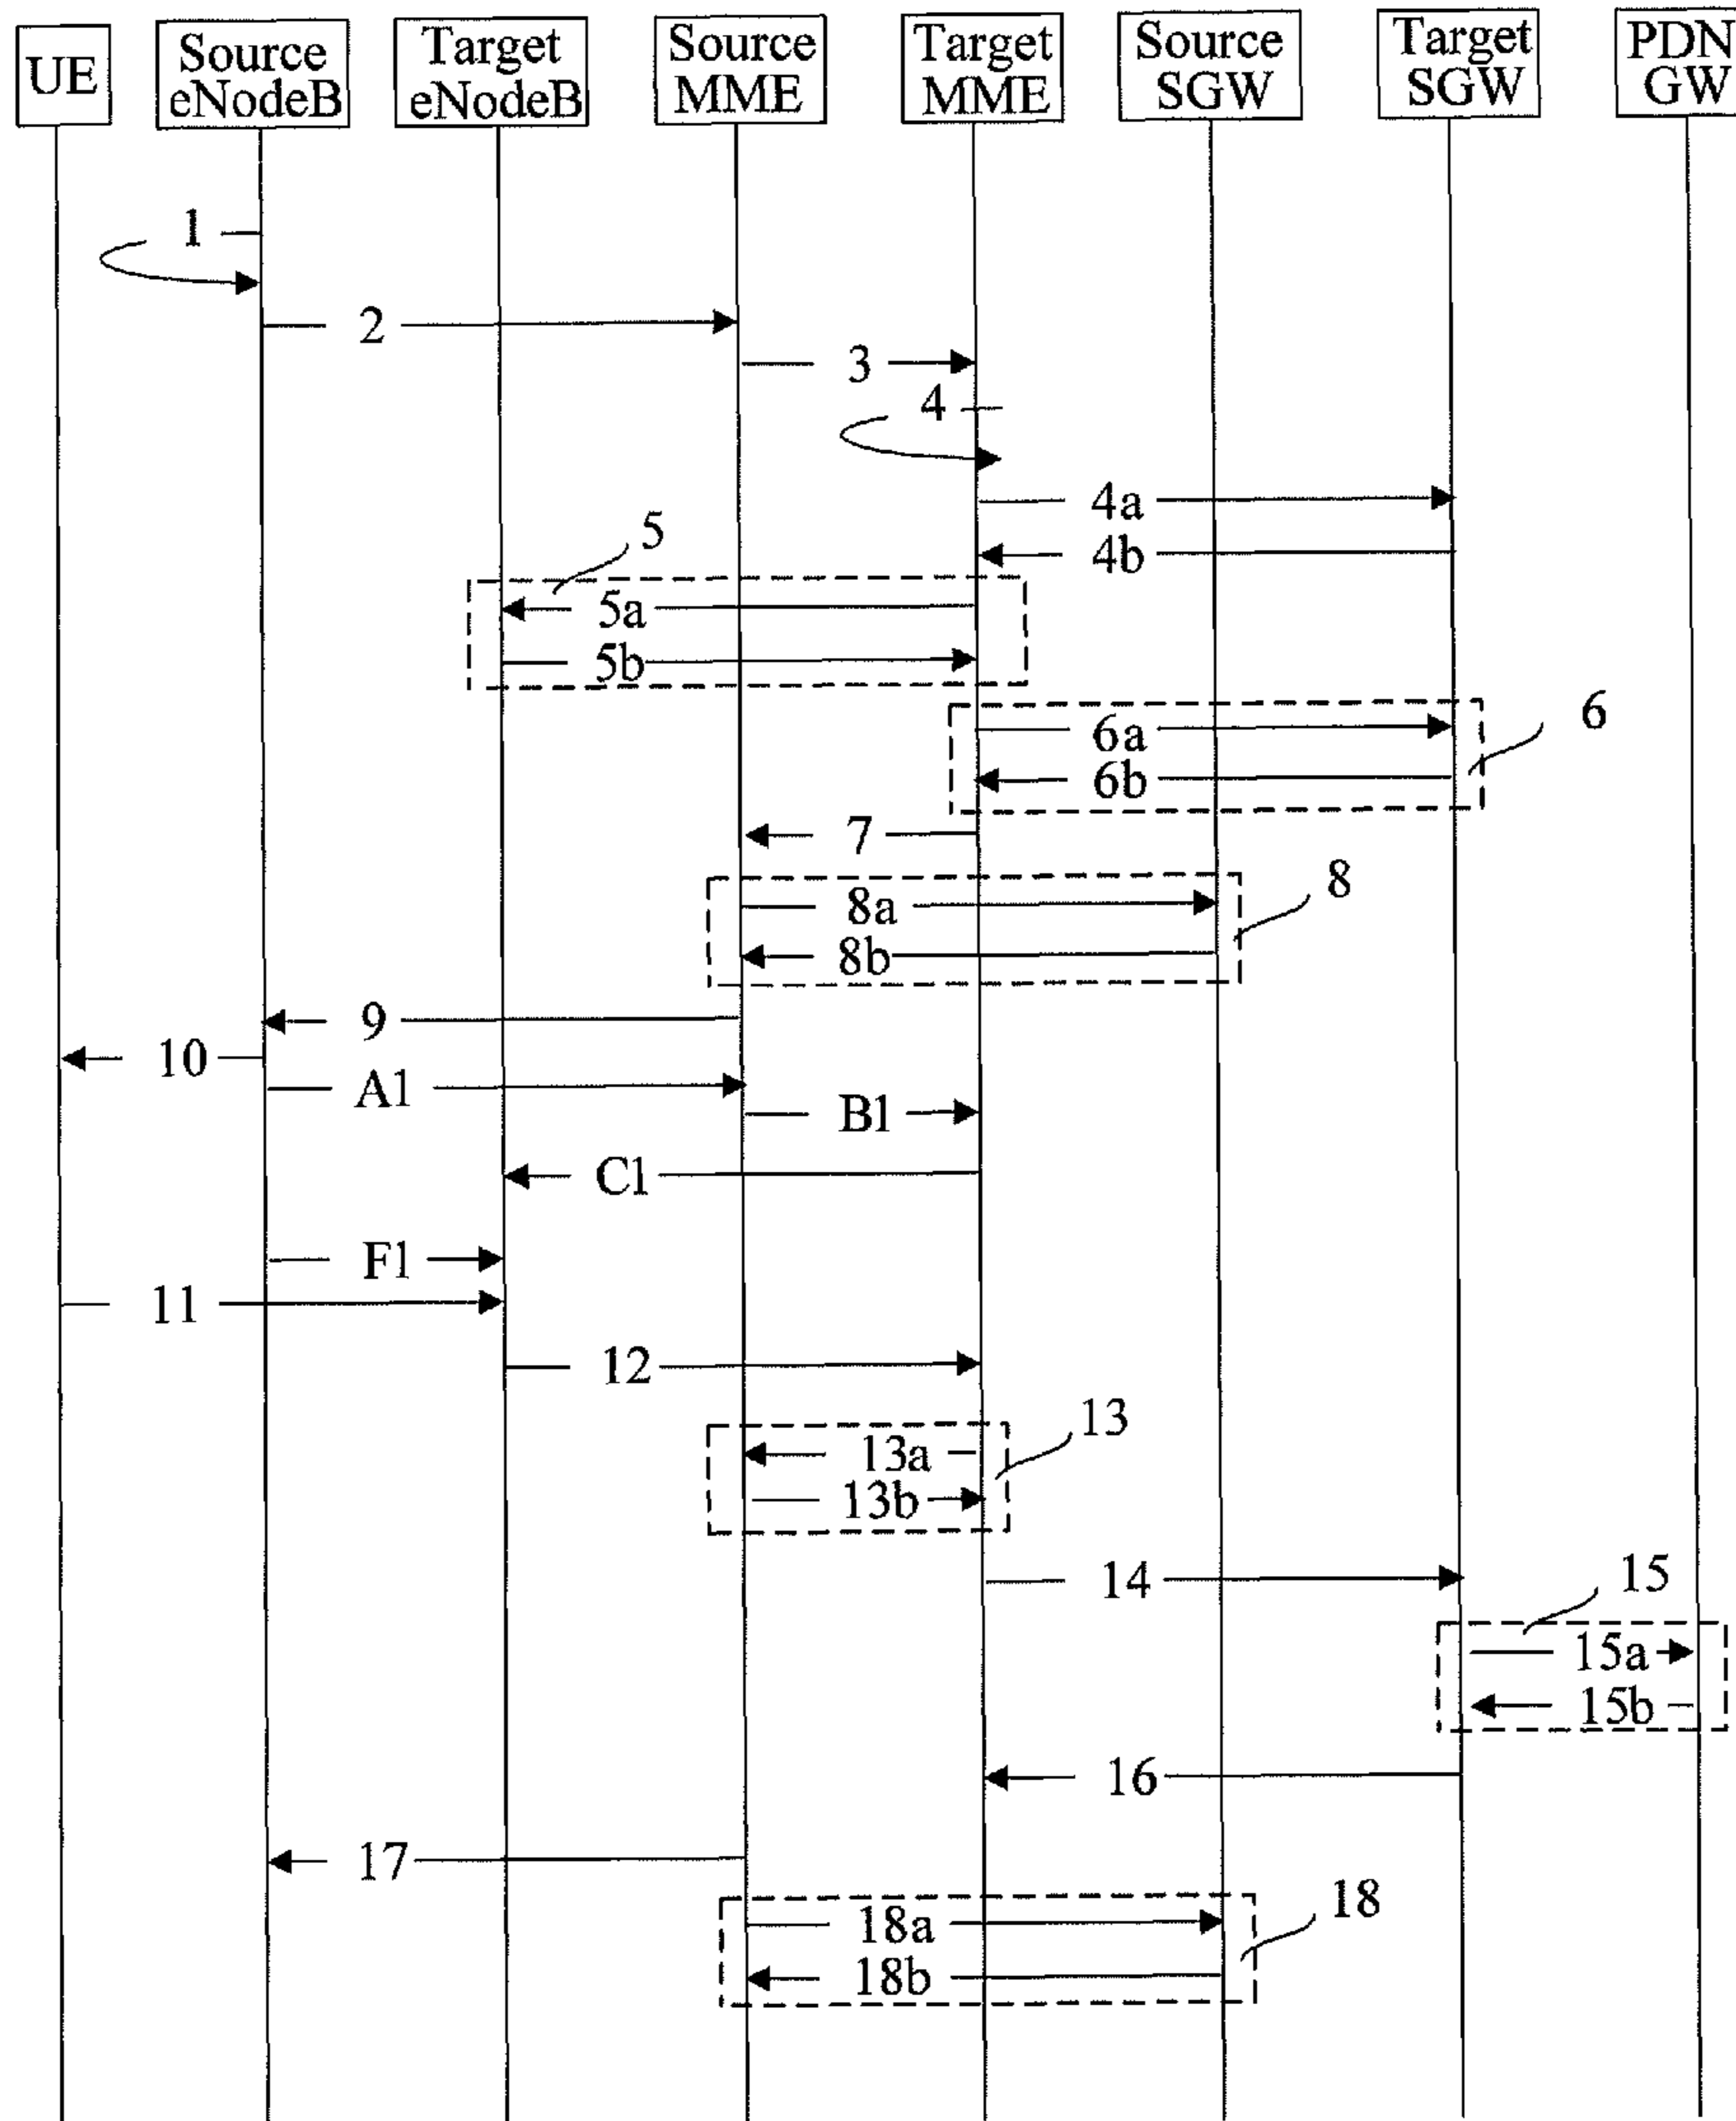 UE
Source
eNodeB
Target
eNodeB
Source
MME
Target
MME
Source
SGW
Target
SGW
PDN
GW
1
2
3
4
4a
4b
5
5a
5b
6
6a
6b
7
8
8a
8b
9
10
A1
B1
C1
F1
11
12
13
13a
13b
14
15
15a
15b
16
17
18
18a
18b